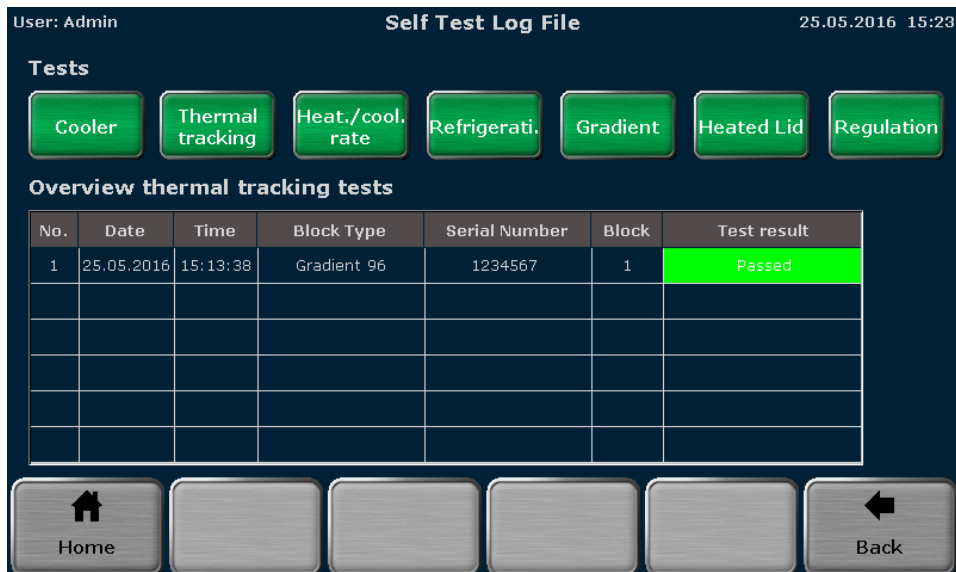 User: Admin Self Test Log File 25.05.2016 15:23
Tests
Cooler
Thermal
tracking
Heat./cool.
rate
Refrigerati.
Gradient
Heated Lid
Regulation
Overview thermal tracking tests
No. Date Time Block Type Serial Number Block Test result
1 25.05.2016 15:13:38 Gradient 96 1234567 1 Passed
Home
Back